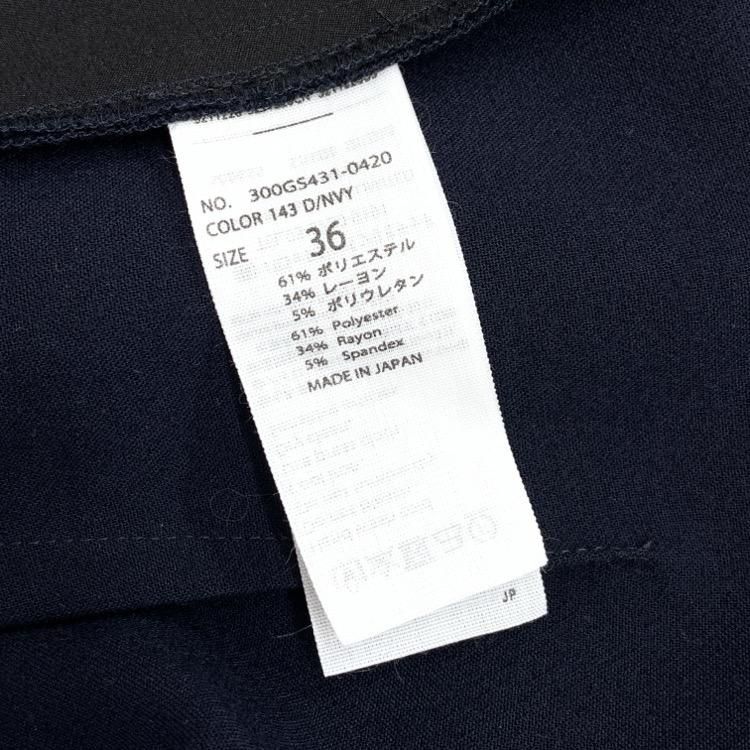 NO. 300GS431-0420
COLOR 143 D/NVY
SIZE 36
61% ポリエステル
34% レーヨン
5% ポリウレタン
61% Polyester
34% Rayon
5% Spandex
MADE IN JAPAN
JP